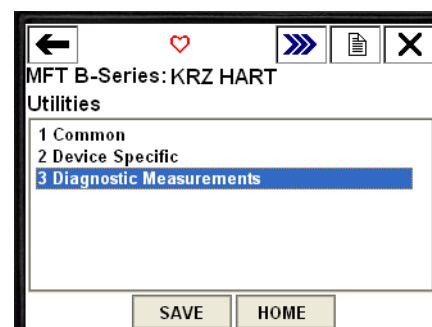 MFT B-Series: KRZ HART
Utilities
1 Common
2 Device Specific
3 Diagnostic Measurements
SAVE HOME